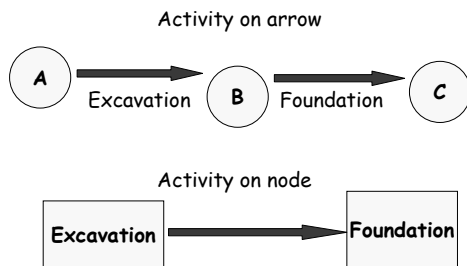 Activity on arrow
A
B
C
Excavation
Foundation
Activity on node
Excavation
Foundation